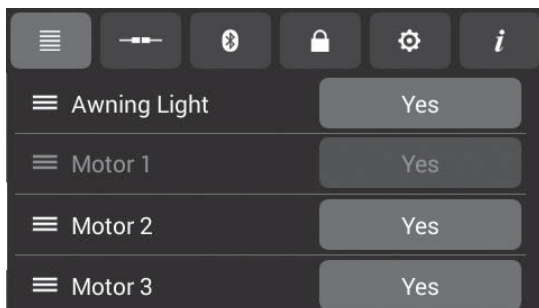 i
Awning Light Yes
Motor 1 Yes
Motor 2 Yes
Motor 3 Yes